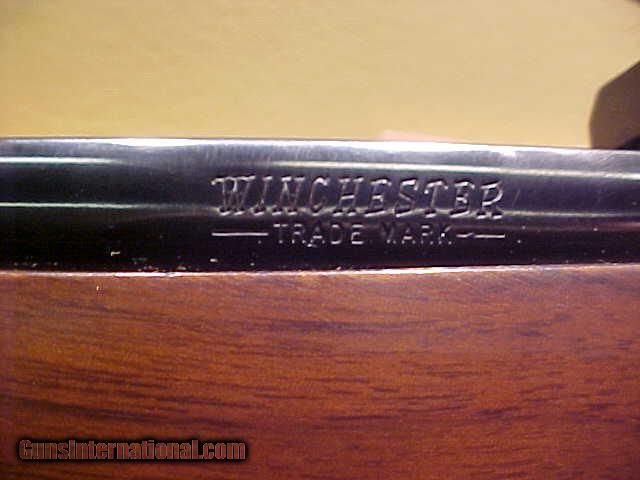 WINCHESTER
— TRADE MARK —
GunsInternational.com